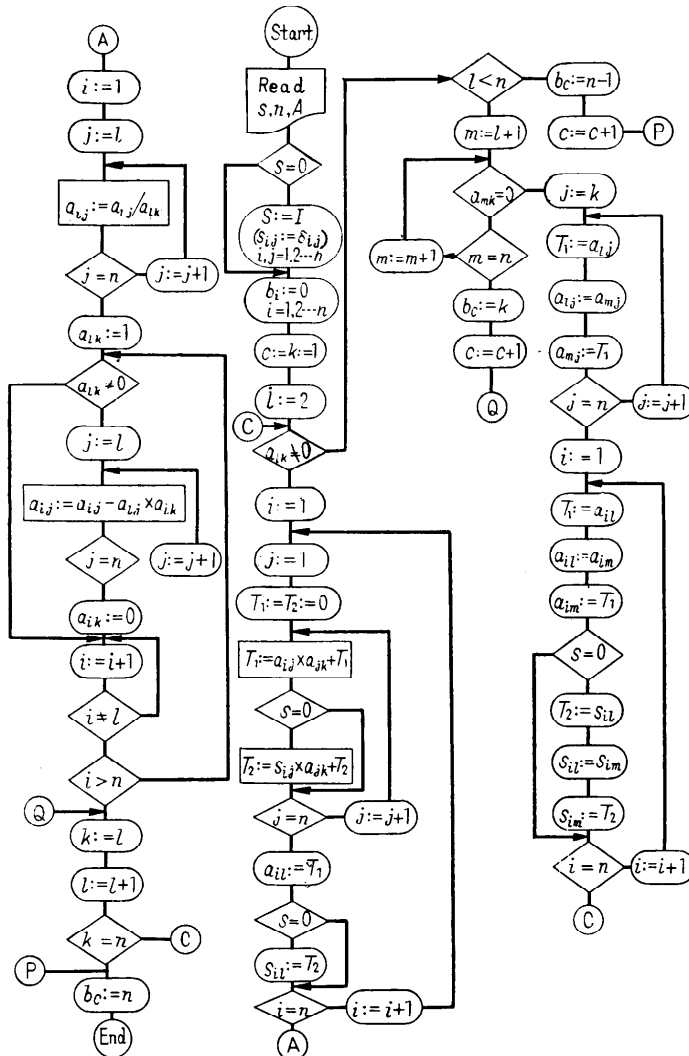 A
i:=1
j:=l
a_{lj}:=a_{lj}/a_{lk}
j=n
j:=j+1
a_{lk}:=1
a_{ik}≠0
j:=l
a_{ij}:=a_{ij}-a_{lj}×a_{ik}
j=n
j:=j+1
a_{ik}:=0
i:=i+1
i≠l
i>n
Q
k:=l
l:=l+1
k=n
C
P
b_c:=n
End
Start
Read
s,n,A
s=0
S:=I
(s_{ij}:=δ_{ij})
i,j=1,2···n
b_i:=0
i=1,2···n
c:=k:=1
l:=2
C
a_{lk}≠0
i:=1
j:=1
T_1:=T_2:=0
T_1:=a_{ij}×a_{jk}+T_1
s=0
T_2:=s_{ij}×a_{jk}+T_2
j=n
j:=j+1
a_{il}:=T_1
s=0
s_{il}:=T_2
i=n
i:=i+1
A
l<n
b_c:=n-1
m:=l+1
c:=c+1
P
a_{mk}=0
j:=k
m:=m+1
m=n
b_c:=k
c:=c+1
Q
T_1:=a_{lj}
a_{lj}:=a_{mj}
a_{mj}:=T_1
j=n
j:=j+1
i:=1
T_1:=a_{il}
a_{il}:=a_{im}
a_{im}:=T_1
s=0
T_2:=s_{il}
s_{il}:=s_{im}
s_{im}:=T_2
i=n
i:=i+1
C